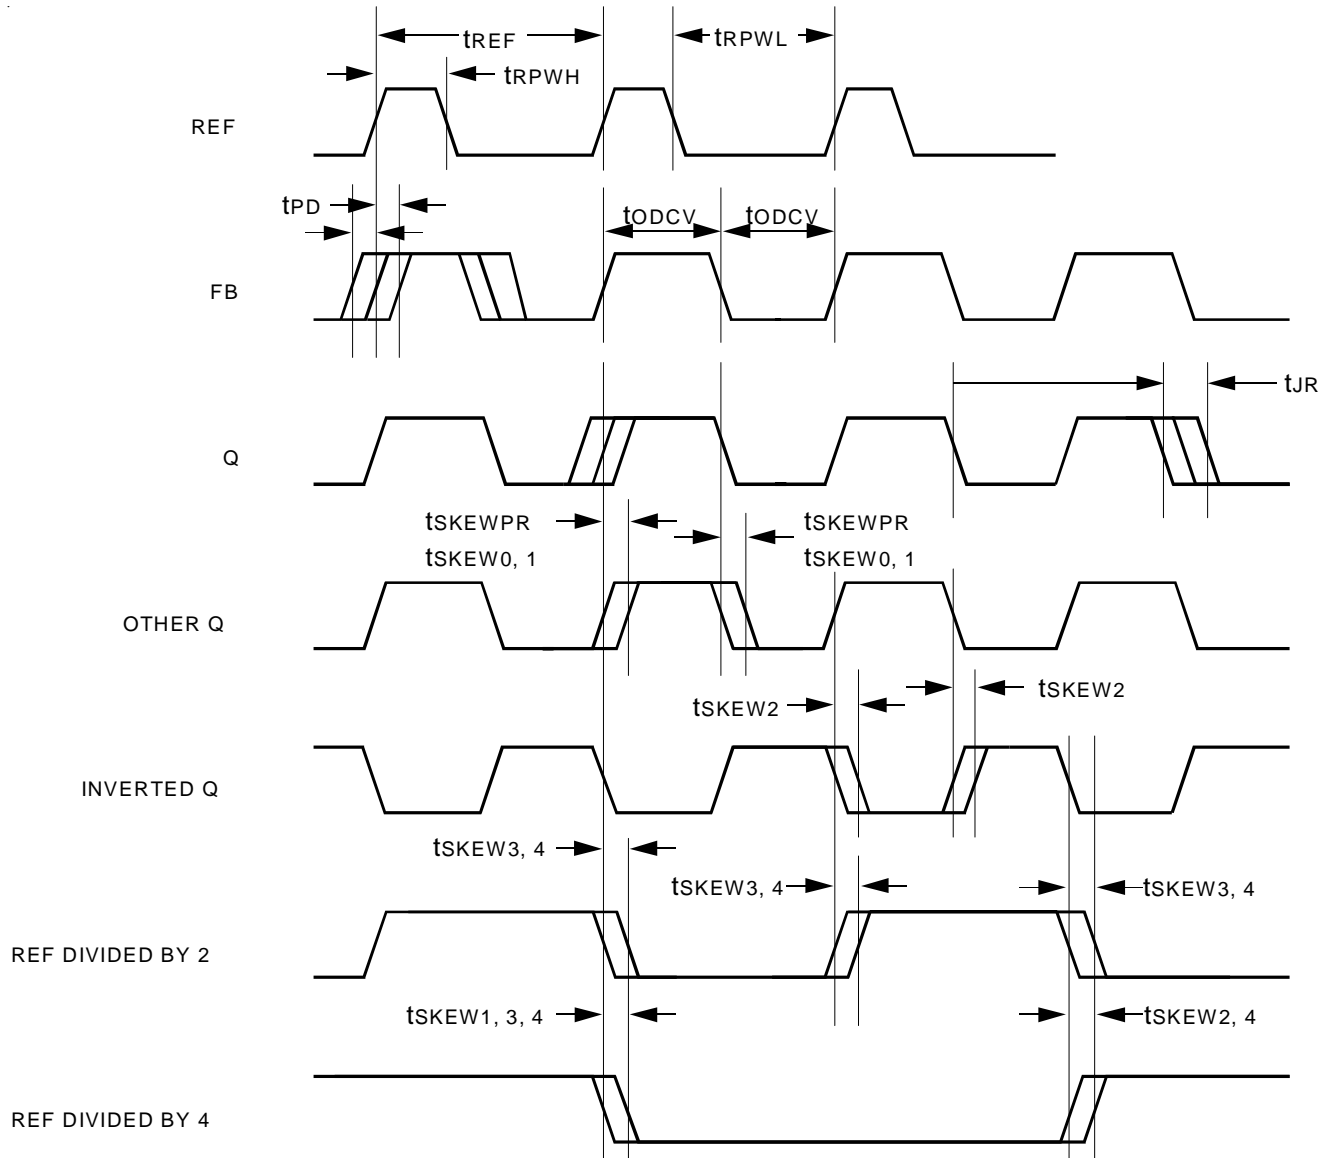 tREF
tRPWL
tRPWH
REF
tPD
tODCV
tODCV
FB
tJR
Q
tSKEWPR
tSKEW0, 1
tSKEWPR
tSKEW0, 1
OTHER Q
tSKEW2
tSKEW2
INVERTED Q
tSKEW3, 4
tSKEW3, 4
tSKEW3, 4
REF DIVIDED BY 2
tSKEW1, 3, 4
tSKEW2, 4
REF DIVIDED BY 4